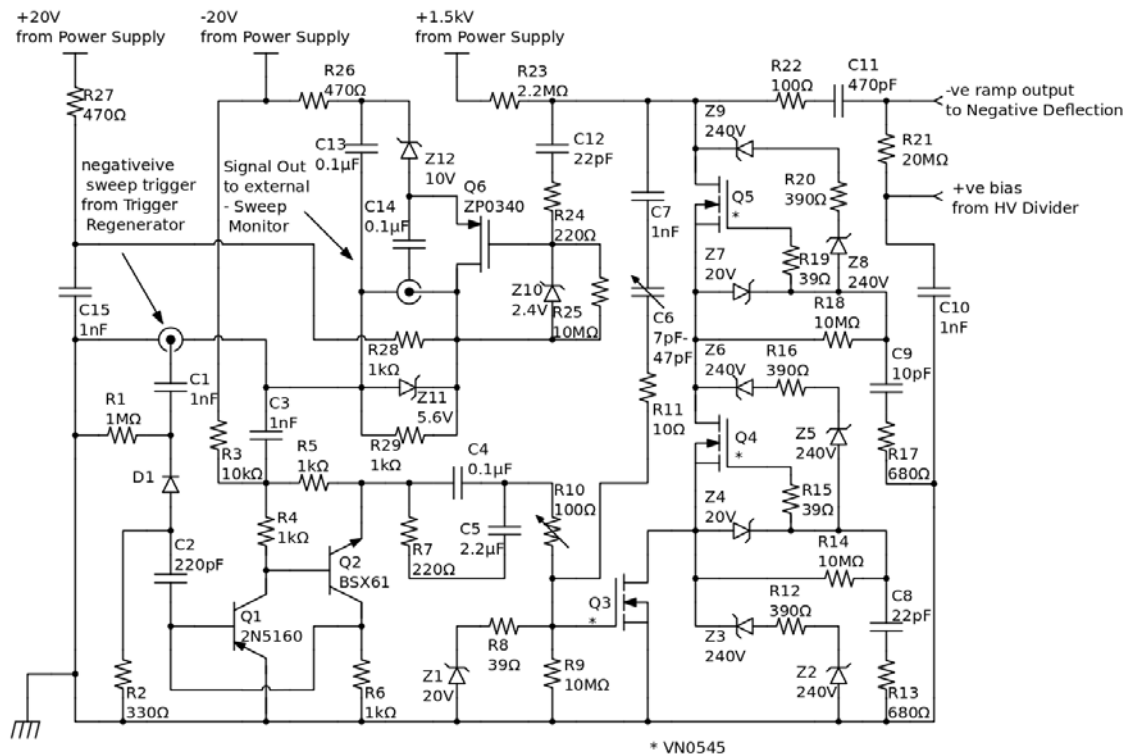 +20V
from Power Supply
-20V
from Power Supply
+1.5kV
from Power Supply
R27
470Ω
R26
470Ω
R23
2.2MΩ
R22
100Ω
C11
470pF
-ve ramp output
to Negative Deflection
R21
20MΩ
+ve bias
from HV Divider
negativeive
sweep trigger
from Trigger
Regenerator
C13
0.1μF
Signal Out
to external
- Sweep
Monitor
Z12
10V
C14
0.1μF
Q6
ZP0340
C12
22pF
R24
220Ω
C7
1nF
Z9
240V
R20
390Ω
Q5
*
R19
39Ω
Z8
240V
Z7
20V
Z10
2.4V
R25
10MΩ
C6
7pF-
47pF
R18
10MΩ
C10
1nF
C15
1nF
R28
1kΩ
Z6
240V
R16
390Ω
C9
10pF
C1
1nF
R1
1MΩ
C3
1nF
Z11
5.6V
R11
10Ω
Q4
*
Z5
240V
R17
680Ω
D1
R3
10kΩ
R5
1kΩ
R29
1kΩ
C4
0.1μF
R10
100Ω
R15
39Ω
Z4
20V
C2
220pF
R4
1kΩ
Q2
BSX61
R7
220Ω
C5
2.2μF
R14
10MΩ
Q3
*
R12
390Ω
C8
22pF
Q1
2N5160
R8
39Ω
Z3
240V
Z1
20V
R9
10MΩ
Z2
240V
R13
680Ω
R2
330Ω
R6
1kΩ
* VN0545